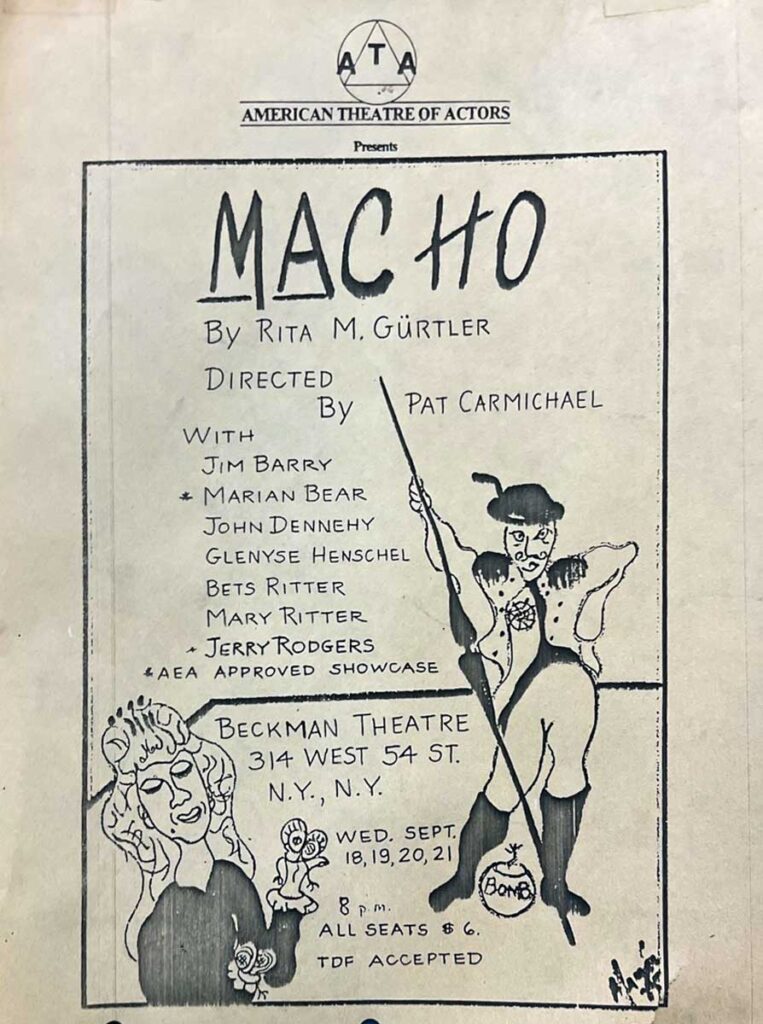 ATA
AMERICAN THEATRE OF ACTORS
Presents
MACHO
By RITA M. GÜRTLER
DIRECTED
By PAT CARMICHAEL
WITH
JIM BARRY
* MARIAN BEAR
JOHN DENNEHY
GLENYSE HENSCHEL
BETS RITTER
MARY RITTER
* JERRY RODGERS
*AEA APPROVED SHOWCASE
BECKMAN THEATRE
314 WEST 54 ST.
N.Y., N.Y.
WED. SEPT.
18,19,20,21
BOMB
8 p.m.
ALL SEATS $6.
TDF ACCEPTED